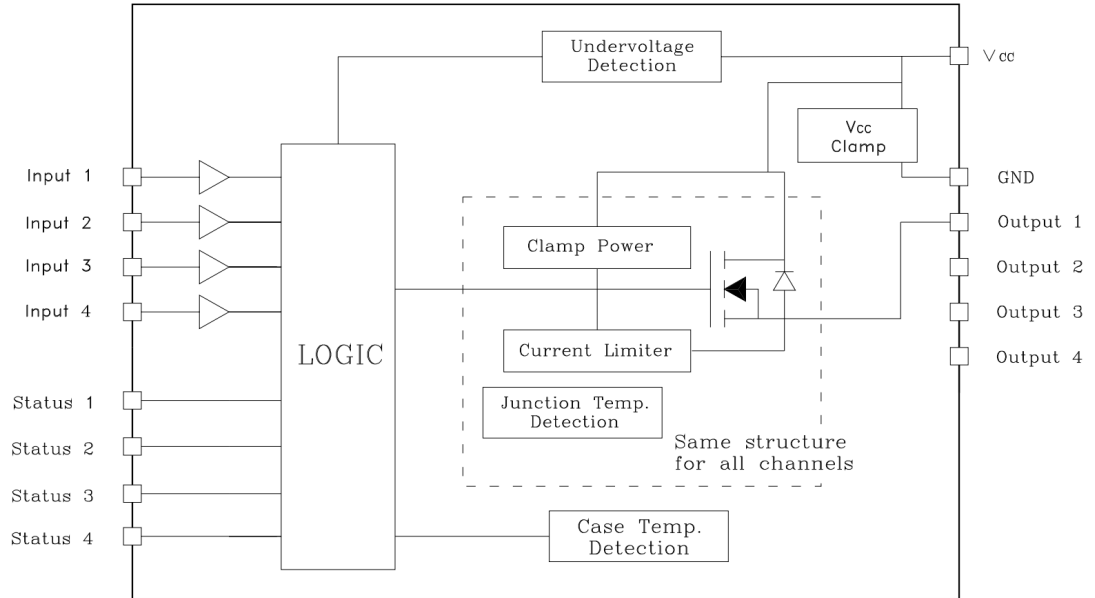 Undervoltage
Detection
Vcc
Vcc
Clamp
Input 1
GND
Input 2
Output 1
Clamp Power
Input 3
Output 2
Input 4
Output 3
LOGIC
Current Limiter
Output 4
Status 1
Junction Temp.
Detection
Status 2
Same structure
for all channels
Status 3
Status 4
Case Temp.
Detection